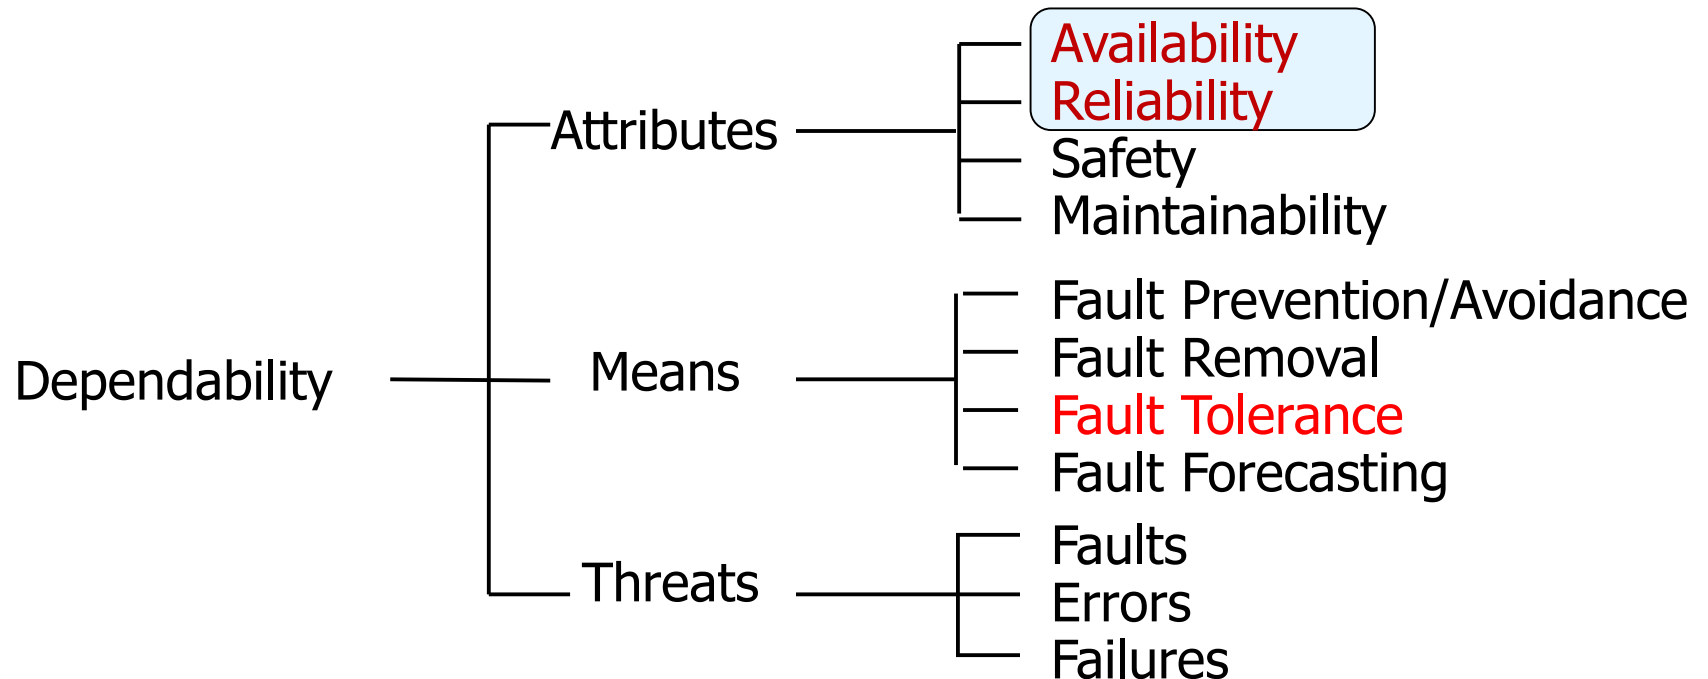 Dependability
Attributes
Availability
Reliability
Safety
Maintainability
Means
Fault Prevention/Avoidance
Fault Removal
Fault Tolerance
Fault Forecasting
Threats
Faults
Errors
Failures